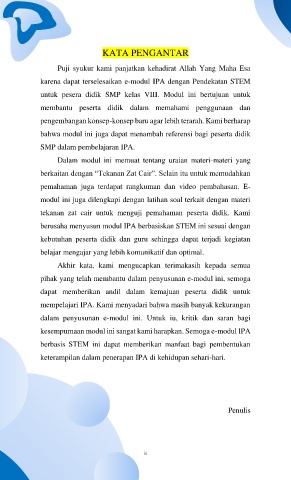 KATA PENGANTAR
Puji syukur kami panjatkan kehadirat Allah Yang Maha Esa
karena dapat terselesaikan e-modul IPA dengan Pendekatan STEM
untuk pesera didik SMP kelas VIII. Modul ini bertujuan untuk
membantu peserta didik dalam memahami penggunaan dan
pengembangan konsep-konsep baru agar lebih terarah. Kami berharap
bahwa modul ini juga dapat menambah referensi bagi peserta didik
SMP dalam pembelajaran IPA.
Dalam modul ini memuat tentang uraian materi-materi yang
berkaitan dengan “Tekanan Zat Cair”. Selain itu untuk memudahkan
pemahaman juga terdapat rangkuman dan video pembahasan. E-
modul ini juga dilengkapi dengan latihan soal terkait dengan materi
tekanan zat cair untuk menguji pemahaman peserta didik. Kami
berusaha menyusun modul IPA berbasiskan STEM ini sesuai dengan
kebutuhan peserta didik dan guru sehingga dapat terjadi kegiatan
belajar mengajar yang lebih komunikatif dan optimal.
Akhir kata, kami mengucapkan terimakasih kepada semua
pihak yang telah membantu dalam penyusunan e-modul ini, semoga
dapat memberikan andil dalam kemajuan peserta didik untuk
mempelajari IPA. Kami menyadari bahwa masih banyak kekurangan
dalam penyusunan e-modul ini. Untuk iu, kritik dan saran bagi
kesempurnaan modul ini sangat kami harapkan. Semoga e-modul IPA
berbasis STEM ini dapat memberikan manfaat bagi pembentukan
keterampilan dalam penerapan IPA di kehidupan sehari-hari.
Penulis